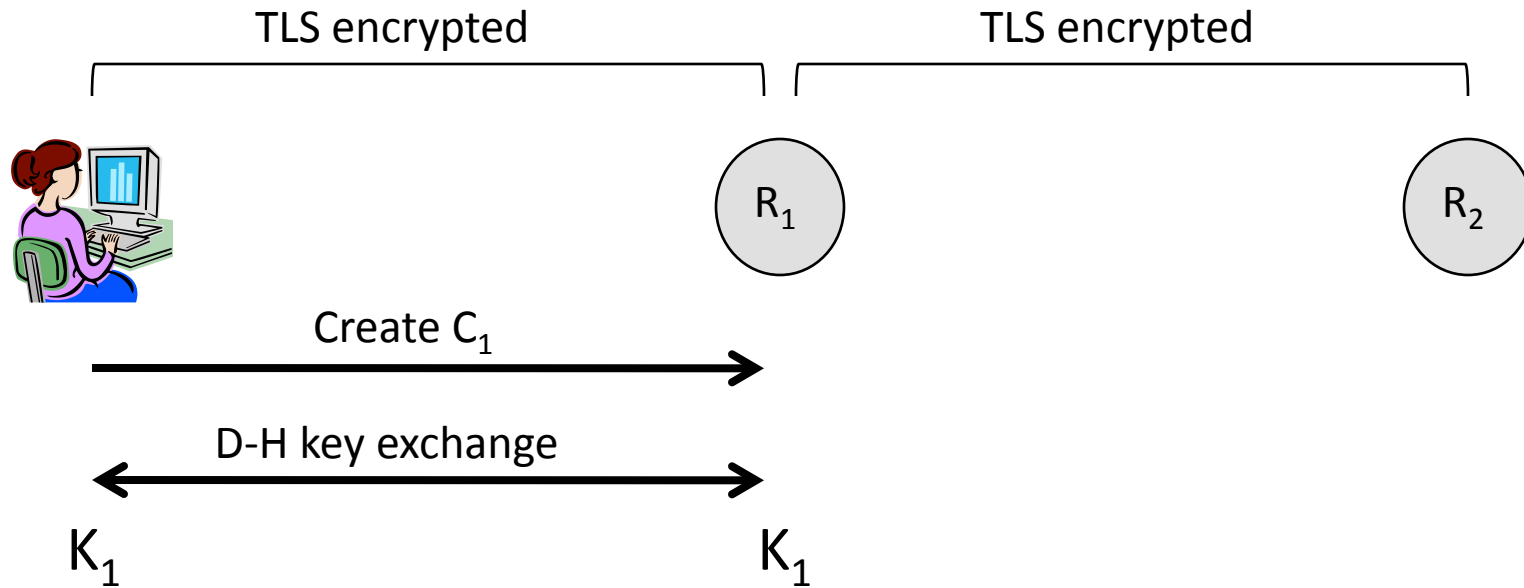 TLS encrypted TLS encrypted
R₁ R₂
Create C₁
D-H key exchange
K₁ K₁